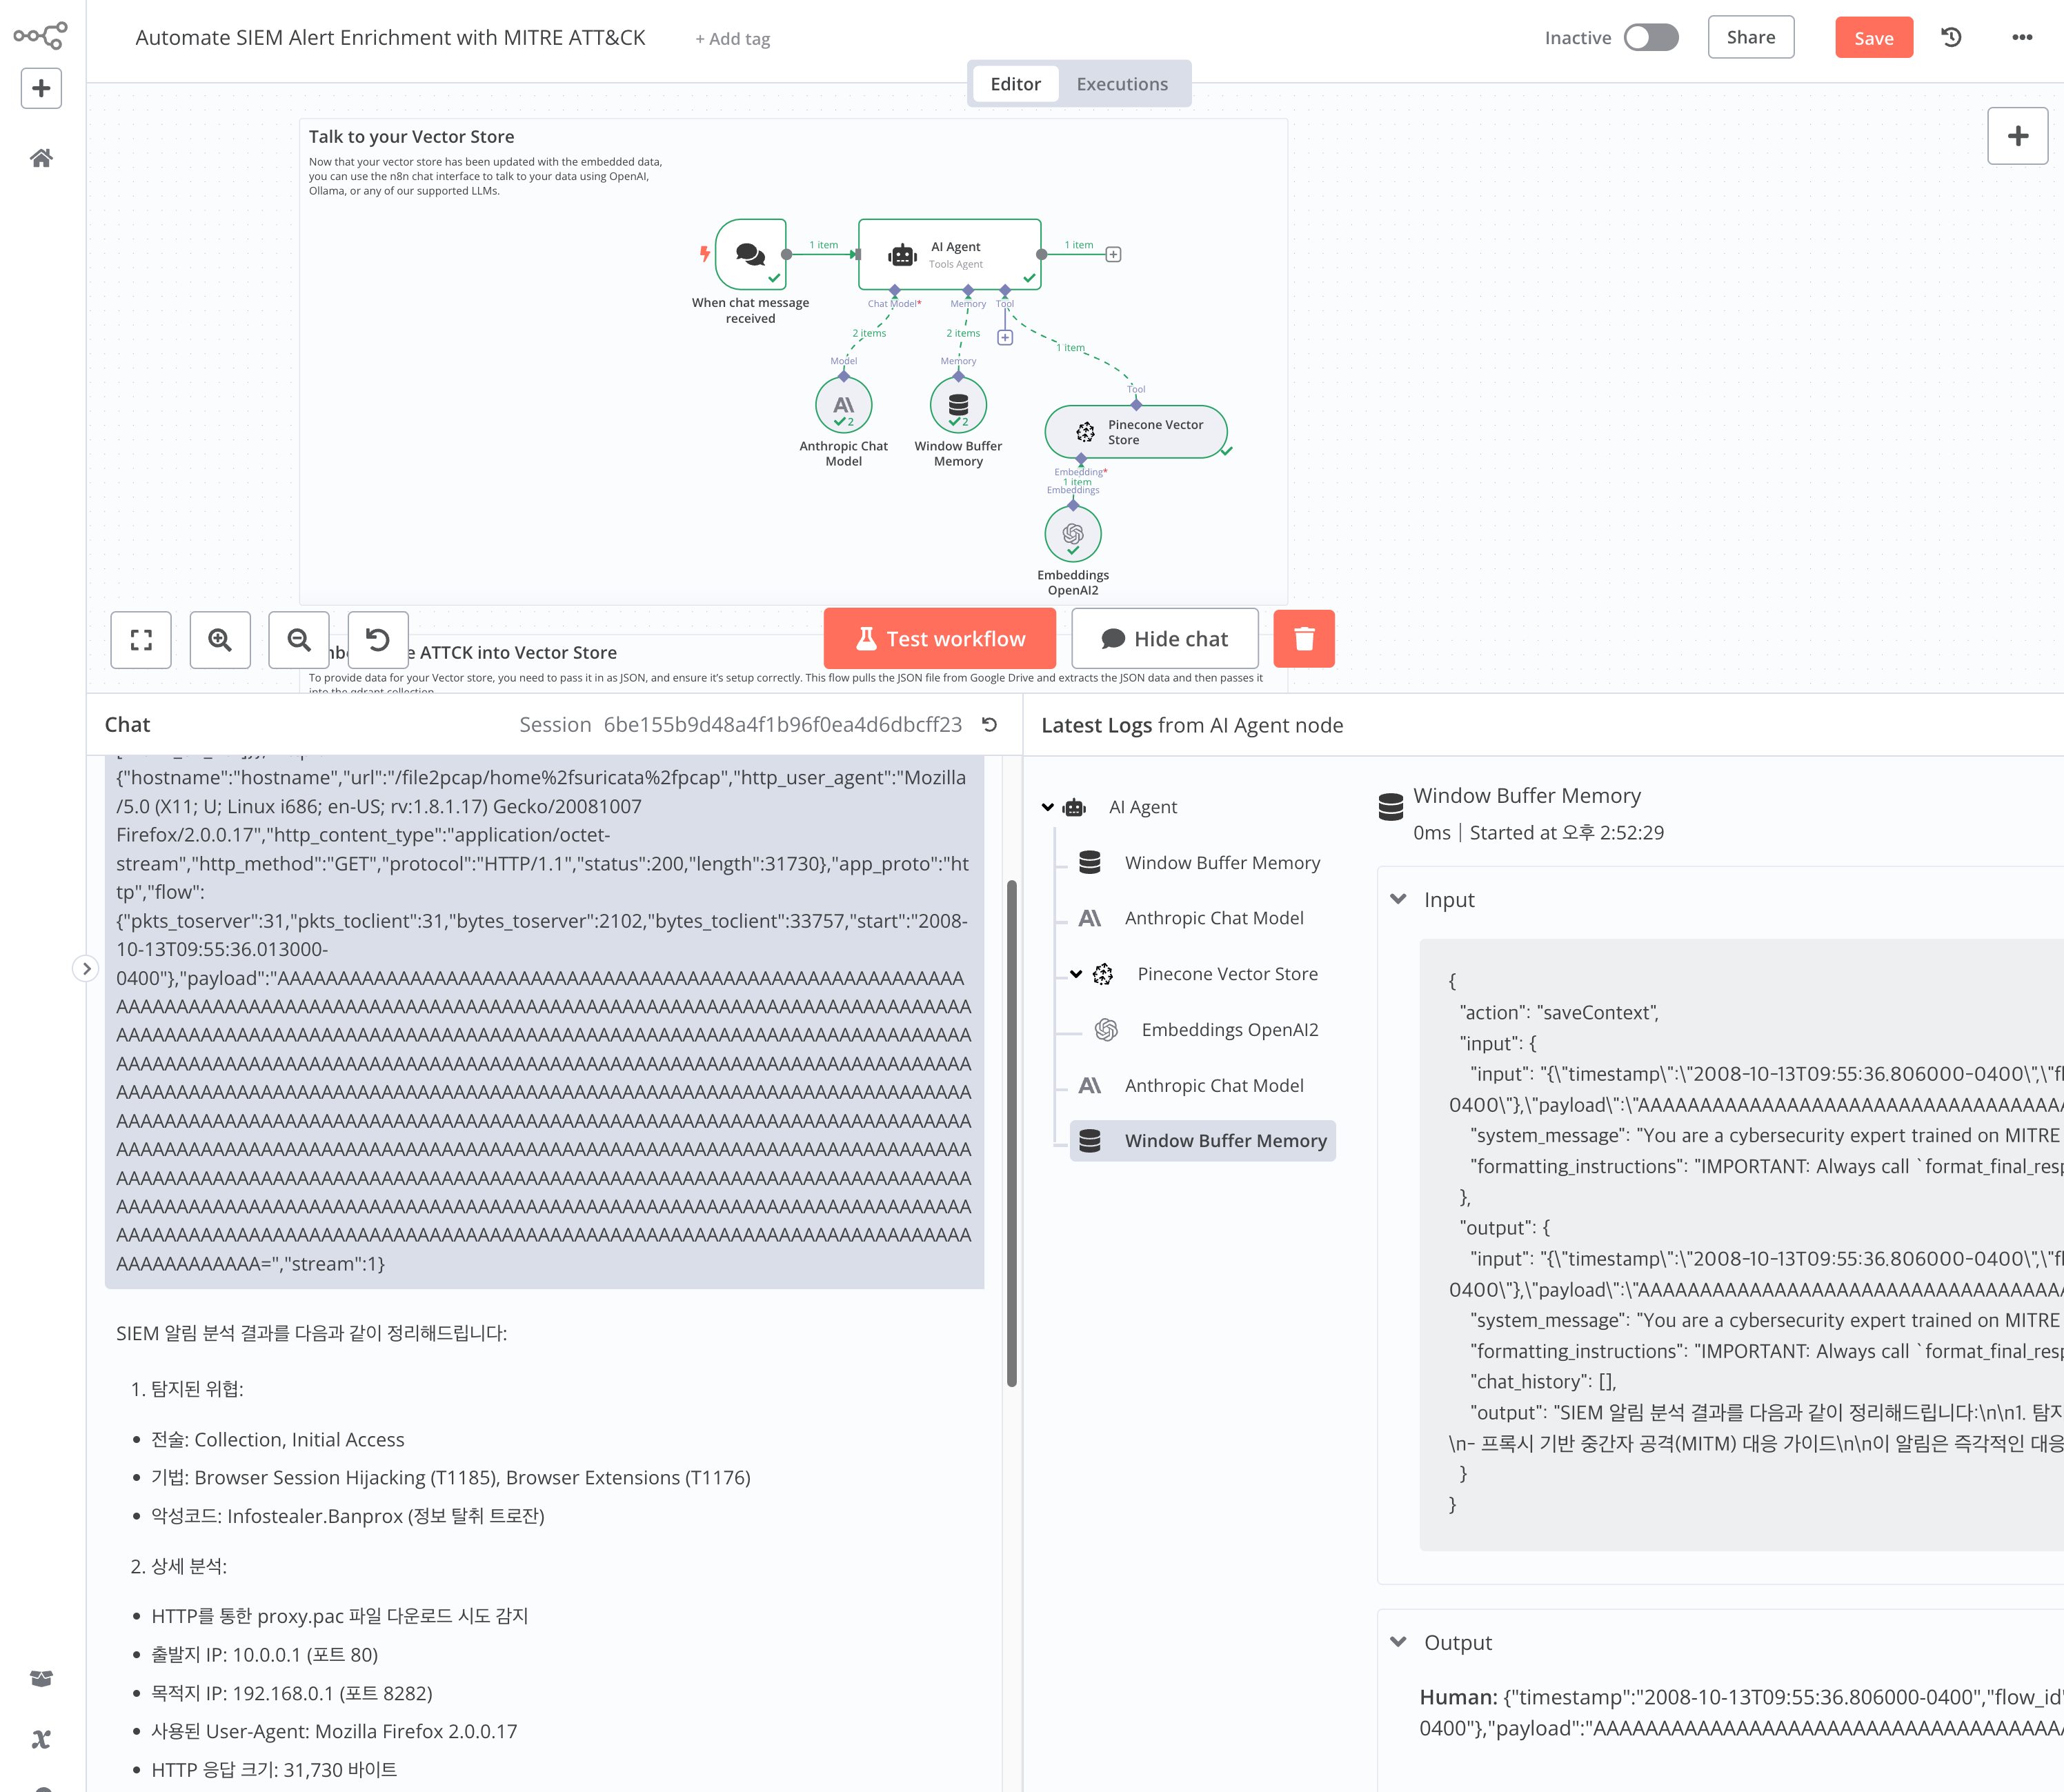 Automate SIEM Alert Enrichment with MITRE ATT&CK
+ Add tag
Inactive
Share
Save
Editor
Executions
Talk to your Vector Store
Now that your vector store has been updated with the embedded data,
you can use the n8n chat interface to talk to your data using OpenAI,
Ollama, or any of our supported LLMs.
1 item
AI Agent
Tools Agent
1 item
When chat message
received
Chat Model*
Memory
Tool
2 items
2 items
1 item
Model
Memory
Tool
2
2
Anthropic Chat
Model
Window Buffer
Memory
Pinecone Vector
Store
Embedding*
1 item
Embeddings
Embeddings
OpenAI2
Test workflow
Hide chat
ATTCK into Vector Store
To provide data for your Vector store, you need to pass it in as JSON, and ensure it's setup correctly. This flow pulls the JSON file from Google Drive and extracts the JSON data and then passes it
into the qdrant collection
Chat
Session 6be155b9d48a4f1b96f0ea4d6dbcff23
{"hostname":"hostname","url":"/file2pcap/home%2fsuricata%2fpcap","http_user_agent":"Mozilla
/5.0 (X11; U; Linux i686; en-US; rv:1.8.1.17) Gecko/20081007
Firefox/2.0.0.17","http_content_type":"application/octet-
stream","http_method":"GET","protocol":"HTTP/1.1","status":200,"length":31730},"app_proto":"ht
tp","flow":
{"pkts_toserver":31,"pkts_toclient":31,"bytes_toserver":2102,"bytes_toclient":33757,"start":"2008-
10-13T09:55:36.013000-
0400"},"payload":"
AAAAAAAAAAAA=","stream":1}
SIEM 알림 분석 결과를 다음과 같이 정리해드립니다:
1. 탐지된 위협:
• 전술: Collection, Initial Access
• 기법: Browser Session Hijacking (T1185), Browser Extensions (T1176)
• 악성코드: Infostealer.Banprox (정보 탈취 트로잔)
2. 상세 분석:
• HTTP를 통한 proxy.pac 파일 다운로드 시도 감지
• 출발지 IP: 10.0.0.1 (포트 80)
• 목적지 IP: 192.168.0.1 (포트 8282)
• 사용된 User-Agent: Mozilla Firefox 2.0.0.17
• HTTP 응답 크기: 31,730 바이트
Latest Logs from AI Agent node
AI Agent
Window Buffer Memory
Anthropic Chat Model
Pinecone Vector Store
Embeddings OpenAI2
Anthropic Chat Model
Window Buffer Memory
Window Buffer Memory
0ms | Started at 오후 2:52:29
Input
{
"action": "saveContext",
"input": {
"input": "{\"timestamp\":\"2008-10-13T09:55:36.806000-0400\",\"fl
0400\"},\"payload\":\"
"system_message": "You are a cybersecurity expert trained on MITRE
"formatting_instructions": "IMPORTANT: Always call `format_final_resp
},
"output": {
"input": "{\"timestamp\":\"2008-10-13T09:55:36.806000-0400\",\"fl
0400\"},\"payload\":\"
"system_message": "You are a cybersecurity expert trained on MITRE
"formatting_instructions": "IMPORTANT: Always call `format_final_resp
"chat_history": [],
"output": "SIEM 알림 분석 결과를 다음과 같이 정리해드립니다:\n\n1. 탐지
\n- 프록시 기반 중간자 공격(MITM) 대응 가이드\n\n이 알림은 즉각적인 대응
}
}
Output
Human: {"timestamp":"2008-10-13T09:55:36.806000-0400","flow_id"
0400"},"payload":"